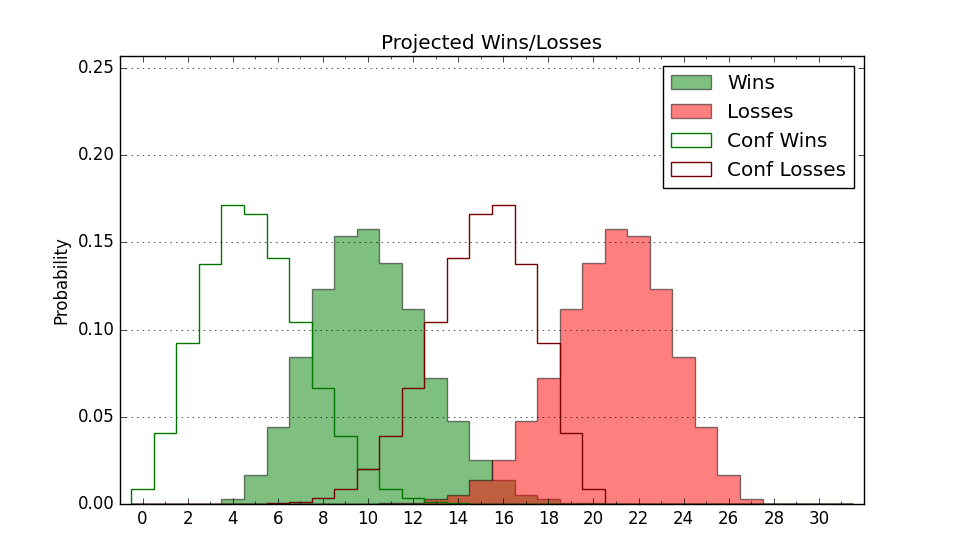 Projected Wins/Losses
Probability
0.25
0.20
0.15
0.10
0.05
0.00
0 2 4 6 8 10 12 14 16 18 20 22 24 26 28 30
Wins
Losses
Conf Wins
Conf Losses